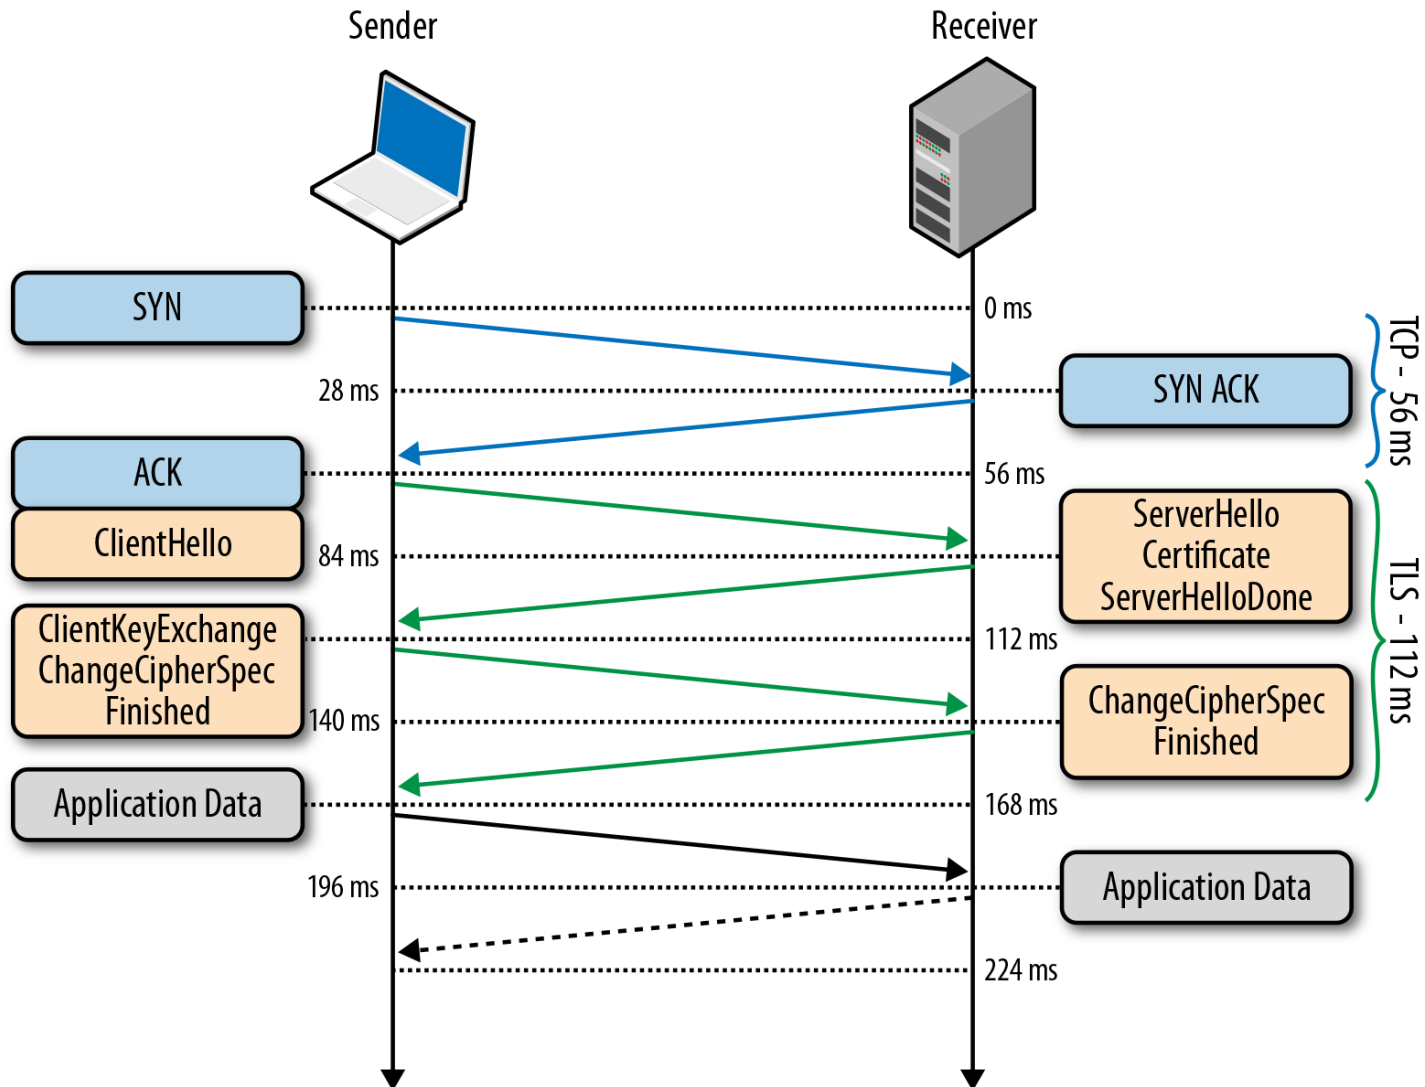 Sender
Receiver
SYN
0 ms
28 ms
SYN ACK
TCP - 56 ms
ACK
56 ms
ClientHello
84 ms
ServerHello
Certificate
ServerHelloDone
TLS - 112 ms
ClientKeyExchange
ChangeCipherSpec
Finished
112 ms
140 ms
ChangeCipherSpec
Finished
Application Data
168 ms
196 ms
Application Data
224 ms